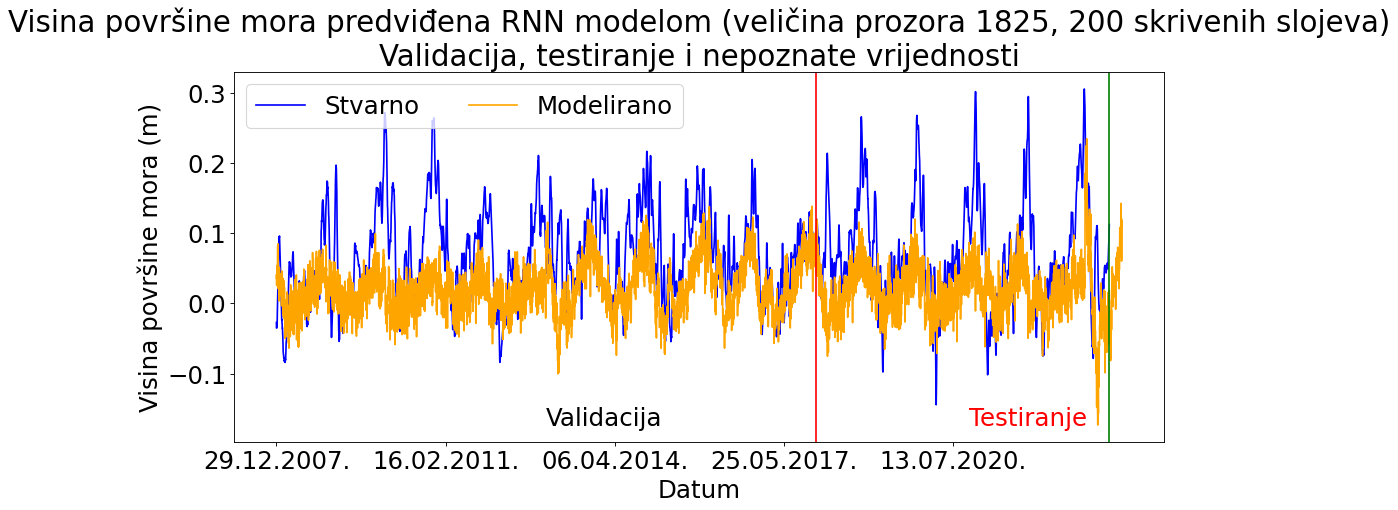 Visina površine mora predviđena RNN modelom (veličina prozora 1825, 200 skrivenih slojeva)
Validacija, testiranje i nepoznate vrijednosti
Stvarno Modelirano
Visina površine mora (m)
0.3
0.2
0.1
0.0
−0.1
Validacija
Testiranje
29.12.2007. 16.02.2011. 06.04.2014. 25.05.2017. 13.07.2020.
Datum